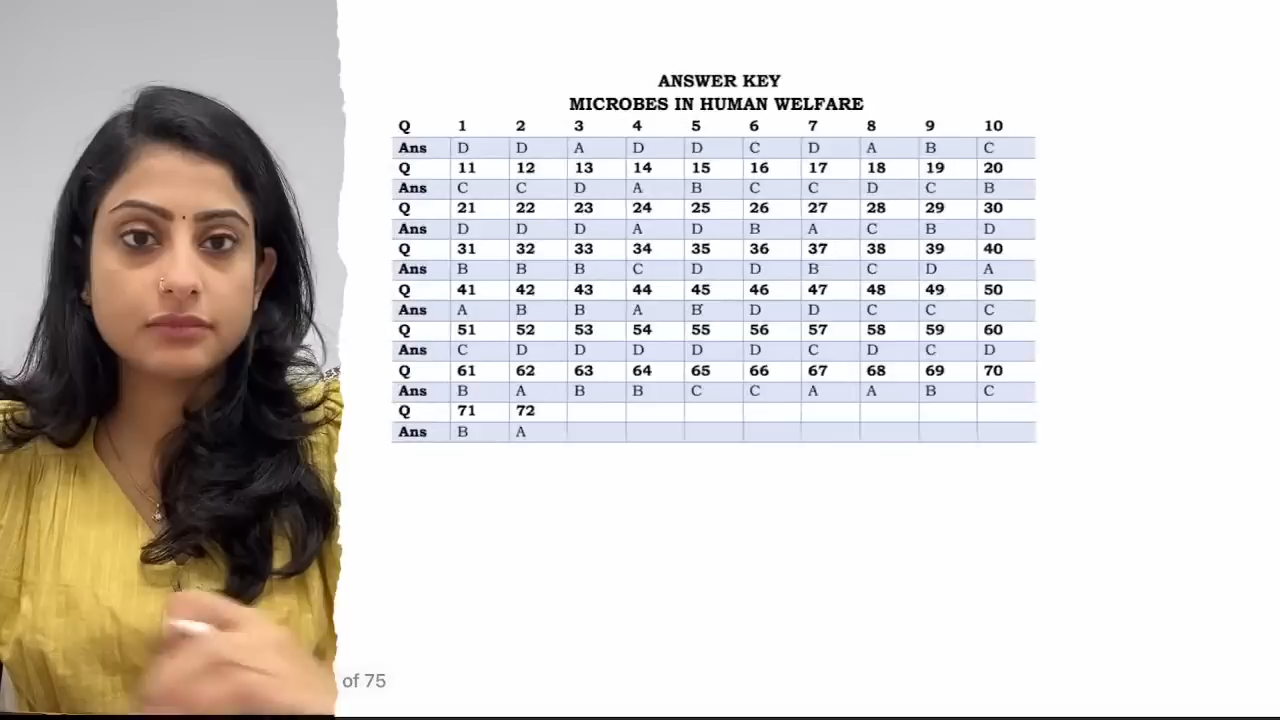 ANSWER KEY
MICROBES IN HUMAN WELFARE
Q 1 2 3 4 5 6 7 8 9 10
Ans D D A D D C D A B C
Q 11 12 13 14 15 16 17 18 19 20
Ans C C D A B C C D C B
Q 21 22 23 24 25 26 27 28 29 30
Ans D D D A D B A C B D
Q 31 32 33 34 35 36 37 38 39 40
Ans B B B C D D B C D A
Q 41 42 43 44 45 46 47 48 49 50
Ans A B B A B D D C C C
Q 51 52 53 54 55 56 57 58 59 60
Ans C D D D D D C D C D
Q 61 62 63 64 65 66 67 68 69 70
Ans B A B B C C A A B C
Q 71 72
Ans B A
of 75